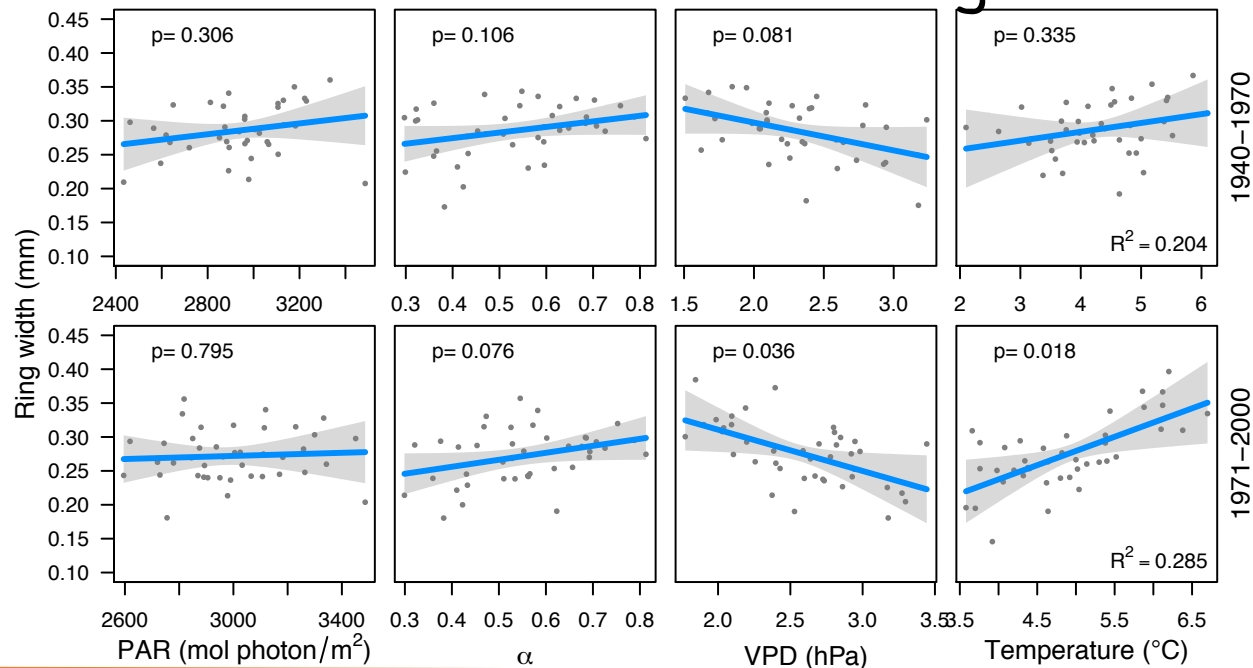 0.45
0.40
0.35
0.30
0.25
0.20
0.15
0.10
p= 0.306
p= 0.106
p= 0.081
p= 0.335
R² = 0.204
1940−1970
2400 2800 3200
0.3 0.4 0.5 0.6 0.7 0.8
1.5 2.0 2.5 3.0
2 3 4 5 6
Ring width (mm)
0.45
0.40
0.35
0.30
0.25
0.20
0.15
0.10
p= 0.795
p= 0.076
p= 0.036
p= 0.018
R² = 0.285
1971−2000
2600 3000 3400
0.3 0.4 0.5 0.6 0.7 0.8
2.0 2.5 3.0 3.5
3.5 4.5 5.5 6.5
PAR (mol photon/m²)
α
VPD (hPa)
Temperature (°C)